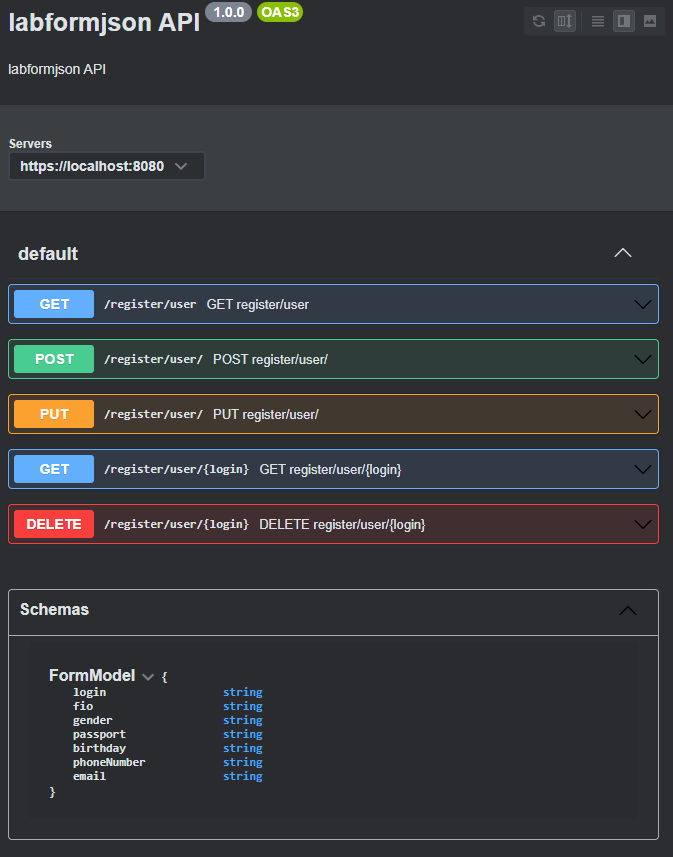 labformjson API 1.0.0 OAS3
labformjson API
Servers
https://localhost:8080
default
GET /register/user GET register/user
POST /register/user/ POST register/user/
PUT /register/user/ PUT register/user/
GET /register/user/{login} GET register/user/{login}
DELETE /register/user/{login} DELETE register/user/{login}
Schemas
FormModel {
login string
fio string
gender string
passport string
birthday string
phoneNumber string
email string
}